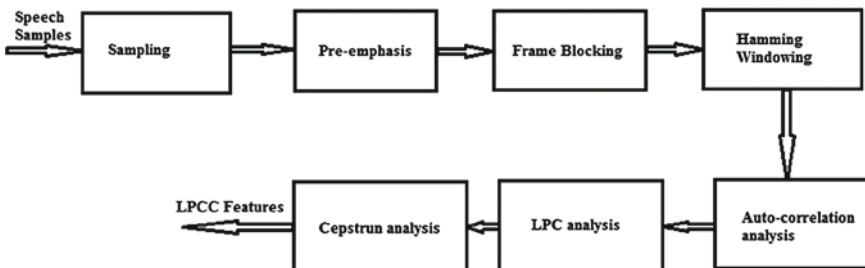 Speech
Samples
Sampling
Pre-emphasis
Frame Blocking
Hamming
Windowing
Auto-correlation
analysis
LPC analysis
Cepstrun analysis
LPCC Features